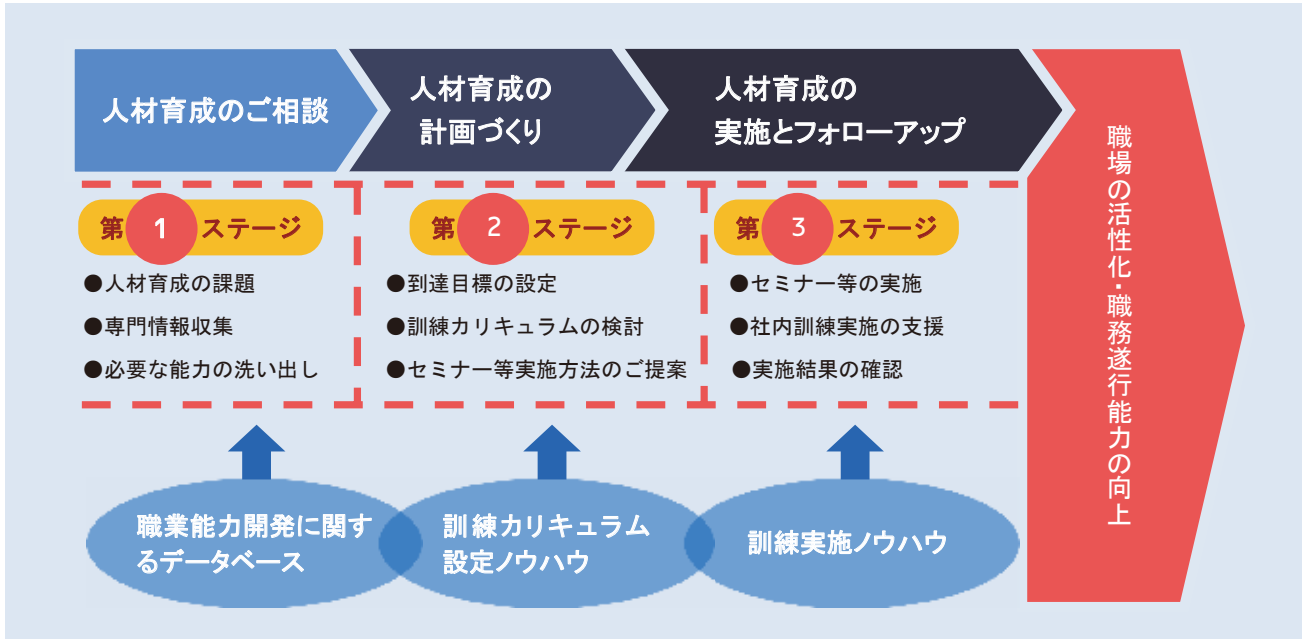 人材育成のご相談
人材育成の
計画づくり
人材育成の
実施とフォローアップ
第1ステージ
●人材育成の課題
●専門情報収集
●必要な能力の洗い出し
第2ステージ
●到達目標の設定
●訓練カリキュラムの検討
●セミナー等実施方法のご提案
第3ステージ
●セミナー等の実施
●社内訓練実施の支援
●実施結果の確認
職業能力開発に関す
るデータベース
訓練カリキュラム
設定ノウハウ
訓練実施ノウハウ
職場の活性化・職務遂行能力の向上